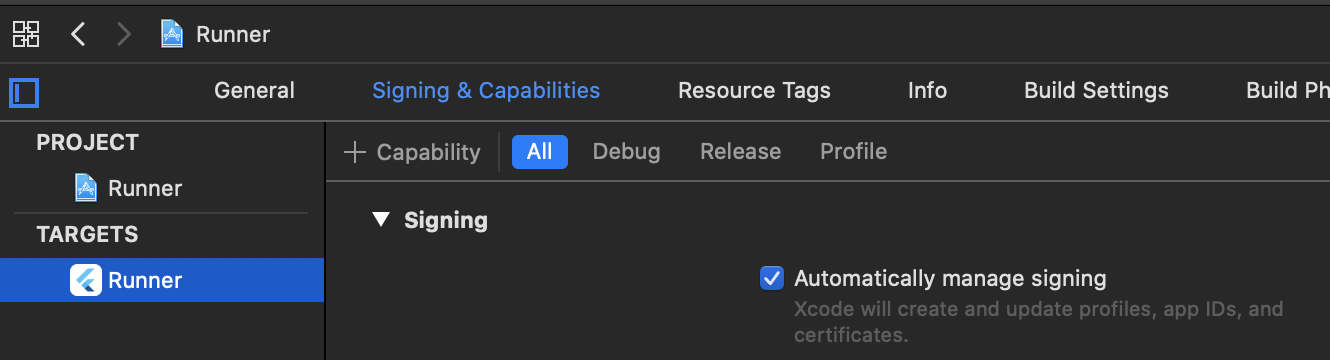 Runner
General Signing & Capabilities Resource Tags Info Build Settings Build Ph
PROJECT
Runner
TARGETS
Runner
+ Capability All Debug Release Profile
Signing
Automatically manage signing
Xcode will create and update profiles, app IDs, and
certificates.